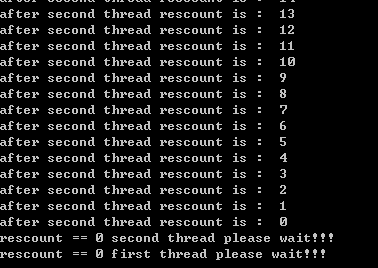 after second thread rescount is :  14
after second thread rescount is :  13
after second thread rescount is :  12
after second thread rescount is :  11
after second thread rescount is :  10
after second thread rescount is :  9
after second thread rescount is :  8
after second thread rescount is :  7
after second thread rescount is :  6
after second thread rescount is :  5
after second thread rescount is :  4
after second thread rescount is :  3
after second thread rescount is :  2
after second thread rescount is :  1
after second thread rescount is :  0
rescount == 0 second thread please wait!!!
rescount == 0 first thread please wait!!!